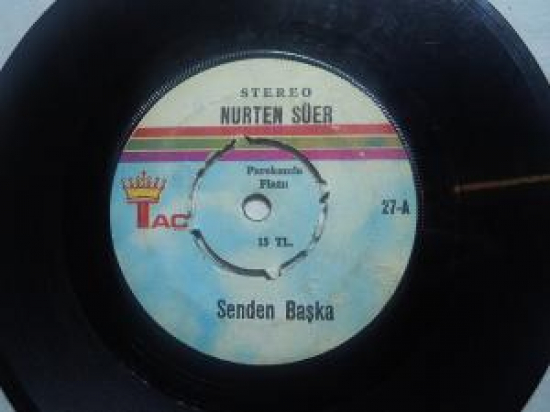 STEREO
NURTEN SÜER
Perakende
Fiatı
TAC
27-A
15 TL.
Senden Başka